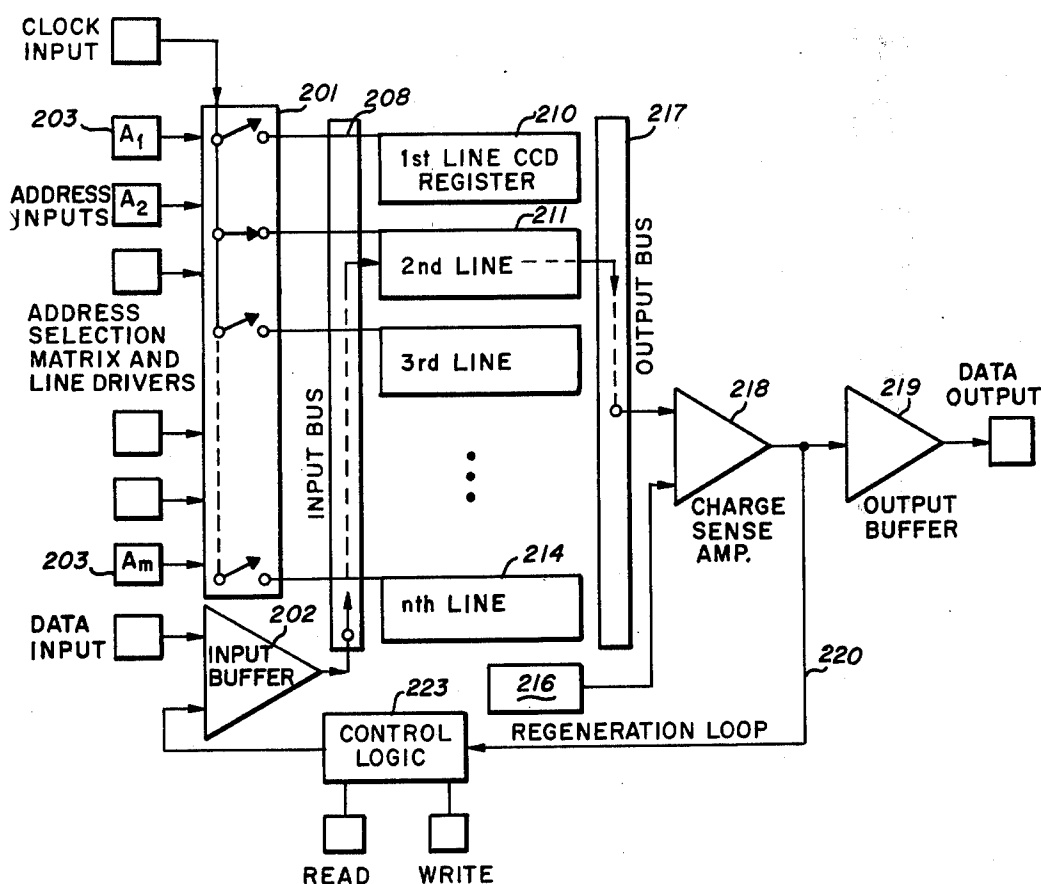 CLOCK
INPUT
203
A1
ADDRESS
INPUTS
A2
ADDRESS
SELECTION
MATRIX AND
LINE DRIVERS
203
Am
DATA
INPUT
201
208
INPUT BUS
202
INPUT
BUFFER
210
1st LINE CCD
REGISTER
211
2nd LINE
3rd LINE
214
nth LINE
217
OUTPUT BUS
216
218
CHARGE
SENSE
AMP.
219
OUTPUT
BUFFER
DATA
OUTPUT
220
REGENERATION LOOP
223
CONTROL
LOGIC
READ
WRITE